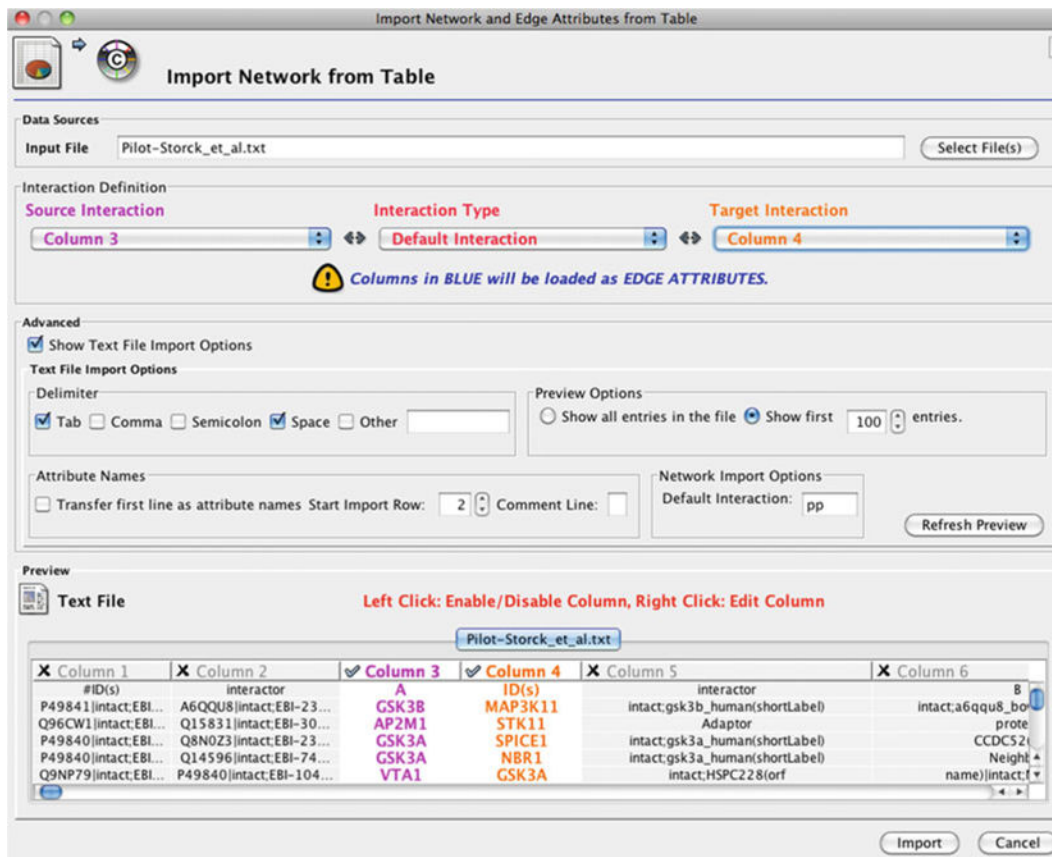 Import Network and Edge Attributes from Table
Import Network from Table
Data Sources
Input File Pilot-Storck_et_al.txt Select File(s)
Interaction Definition
Source Interaction Interaction Type Target Interaction
Column 3 Default Interaction Column 4
Columns in BLUE will be loaded as EDGE ATTRIBUTES.
Advanced
Show Text File Import Options
Text File Import Options
Delimiter Preview Options
Tab Comma Semicolon Space Other Show all entries in the file Show first 100 entries.
Attribute Names Network Import Options
Transfer first line as attribute names Start Import Row: 2 Comment Line: Default Interaction: pp
Refresh Preview
Preview
Text File Left Click: Enable/Disable Column, Right Click: Edit Column
Pilot-Storck_et_al.txt
Column 1 Column 2 Column 3 Column 4 Column 5 Column 6
#ID(s) interactor A ID(s) interactor B
P49841|intact;EBI... A6QQU8|intact;EBI-23... GSK3B MAP3K11 intact;gsk3b_human(shortLabel) intact;a6qqu8_bo
Q96CW1|intact;EBI... Q15831|intact;EBI-30... AP2M1 STK11 Adaptor prote
P49840|intact;EBI... Q8N0Z3|intact;EBI-23... GSK3A SPICE1 intact;gsk3a_human(shortLabel) CCDC52(
P49840|intact;EBI... Q14596|intact;EBI-74... GSK3A NBR1 intact;gsk3a_human(shortLabel) Neighb
Q9NP79|intact;EBI... P49840|intact;EBI-104... VTA1 GSK3A intact;HSPC228(orf name)|intact;
Import Cancel